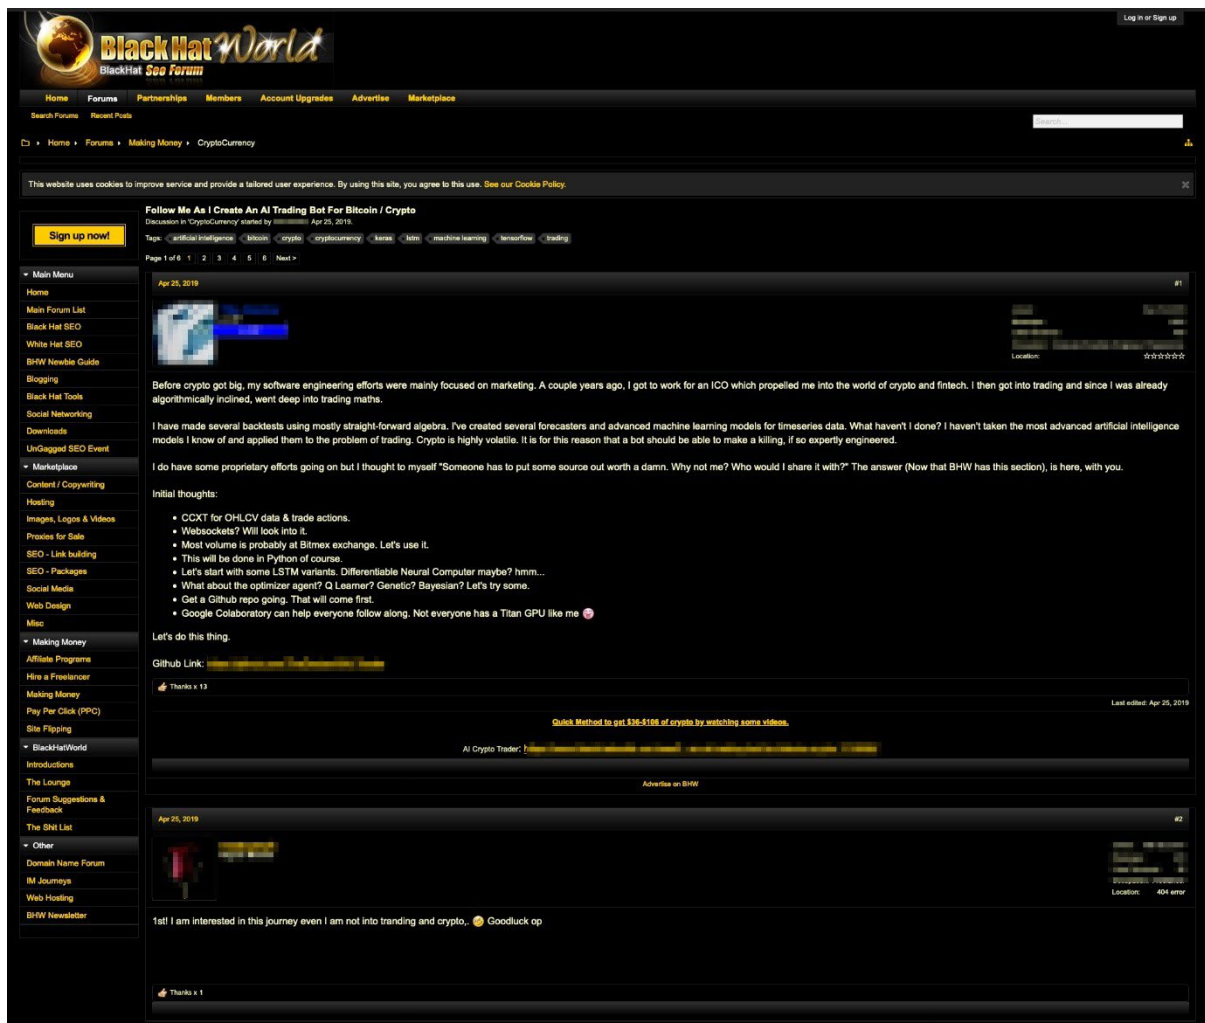 Log in or Sign up
BlackHat World
BlackHat Seo Forum
Home Forums Partnerships Members Account Upgrades Advertise Marketplace
Search Forums Recent Posts
Search...
Home Forums Making Money CryptoCurrency
This website uses cookies to improve service and provide a tailored user experience. By using this site, you agree to this use. See our Cookie Policy.
Sign up now!
Follow Me As I Create An AI Trading Bot For Bitcoin / Crypto
Discussion in 'CryptoCurrency' started by Apr 25, 2019.
Tags: artificial intelligence bitcoin crypto cryptocurrency keras lstm machine learning tensorflow trading
Page 1 of 6 1 2 3 4 5 6 Next >
Main Menu
Home
Main Forum List
Black Hat SEO
White Hat SEO
BHW Newbie Guide
Blogging
Black Hat Tools
Social Networking
Downloads
UnGagged SEO Event
Marketplace
Content / Copywriting
Hosting
Images, Logos & Videos
Proxies for Sale
SEO - Link building
SEO - Packages
Social Media
Web Design
Misc
Making Money
Affiliate Programs
Hire a Freelancer
Making Money
Pay Per Click (PPC)
Site Flipping
BlackHatWorld
Introductions
The Lounge
Forum Suggestions &
Feedback
The Shit List
Other
Domain Name Forum
IM Journeys
Web Hosting
BHW Newsletter
Apr 25, 2019 #1
Location:
Before crypto got big, my software engineering efforts were mainly focused on marketing. A couple years ago, I got to work for an ICO which propelled me into the world of crypto and fintech. I then got into trading and since I was already
algorithmically inclined, went deep into trading maths.
I have made several backtests using mostly straight-forward algebra. I've created several forecasters and advanced machine learning models for timeseries data. What haven't I done? I haven't taken the most advanced artificial intelligence
models I know of and applied them to the problem of trading. Crypto is highly volatile. It is for this reason that a bot should be able to make a killing, if so expertly engineered.
I do have some proprietary efforts going on but I thought to myself "Someone has to put some source out worth a damn. Why not me? Who would I share it with?" The answer (Now that BHW has this section), is here, with you.
Initial thoughts:
• CCXT for OHLCV data & trade actions.
• Websockets? Will look into it.
• Most volume is probably at Bitmex exchange. Let's use it.
• This will be done in Python of course.
• Let's start with some LSTM variants. Differentiable Neural Computer maybe? hmm...
• What about the optimizer agent? Q Learner? Genetic? Bayesian? Let's try some.
• Get a Github repo going. That will come first.
• Google Colaboratory can help everyone follow along. Not everyone has a Titan GPU like me
Let's do this thing.
Github Link:
Thanks x 13
Last edited: Apr 25, 2019
Quick Method to get $36-$106 of crypto by watching some videos.
AI Crypto Trader:
Advertise on BHW
Apr 25, 2019 #2
Location: 404 error
1st! I am interested in this journey even I am not into tranding and crypto,. Goodluck op
Thanks x 1